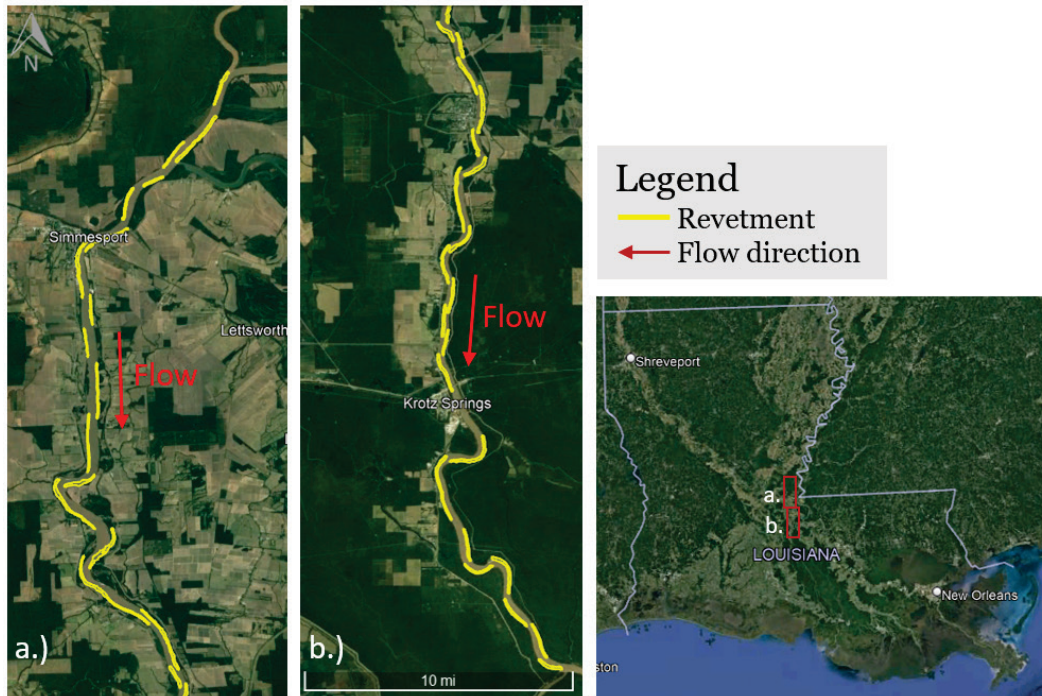 N
Simmesport
Lettsworth
Flow
a.)
Flow
Krotz Springs
b.)
10 mi
Legend
Revetment
Flow direction
Shreveport
a.
b.
LOUISIANA
New Orleans
ston